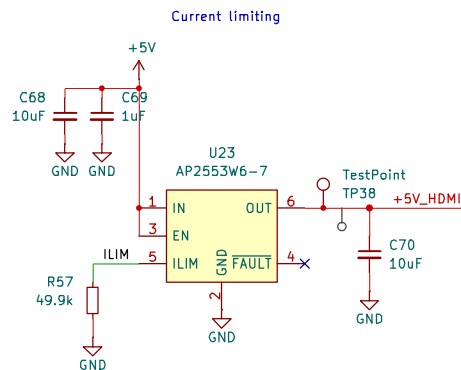 Current limiting
+5V
C68
10uF
C69
1uF
GND
GND
U23
AP2553W6-7
TestPoint
TP38
1
IN
OUT
6
+5V_HDMI
3
EN
ILIM
5
ILIM
GND
FAULT
4
2
C70
10uF
R57
49.9k
GND
GND
GND